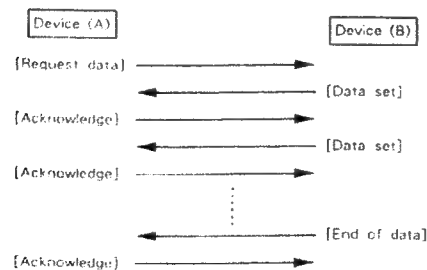 Device (A)
Device (B)
[Request data]
[Data set]
[Acknowledge]
[Data set]
[Acknowledge]
[End of data]
[Acknowledge]